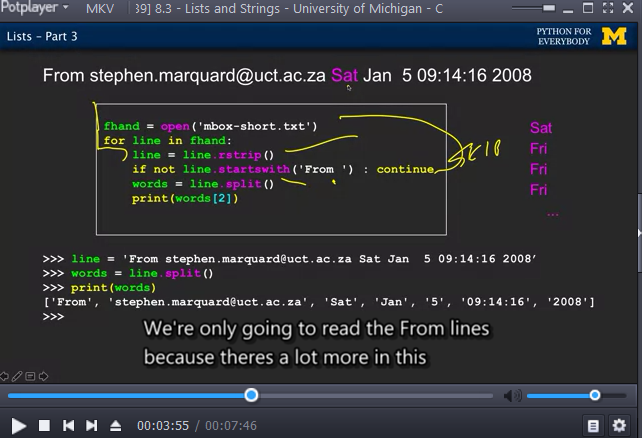 Potplayer MKV 39] 8.3 - Lists and Strings - University of Michigan - C
Lists - Part 3
PYTHON FOR
EVERYBODY
M
From stephen.marquard@uct.ac.za Sat Jan  5 09:14:16 2008
fhand = open('mbox-short.txt')
for line in fhand:
    line = line.rstrip()
    if not line.startswith('From ') : continue
    words = line.split()
    print(words[2])
Sat
Fri
Fri
Fri
...
>>> line = 'From stephen.marquard@uct.ac.za Sat Jan  5 09:14:16 2008’
>>> words = line.split()
>>> print(words)
['From', 'stephen.marquard@uct.ac.za', 'Sat', 'Jan', '5', '09:14:16', '2008']
>>>
We're only going to read the From lines
because theres a lot more in this
00:03:55 / 00:07:46